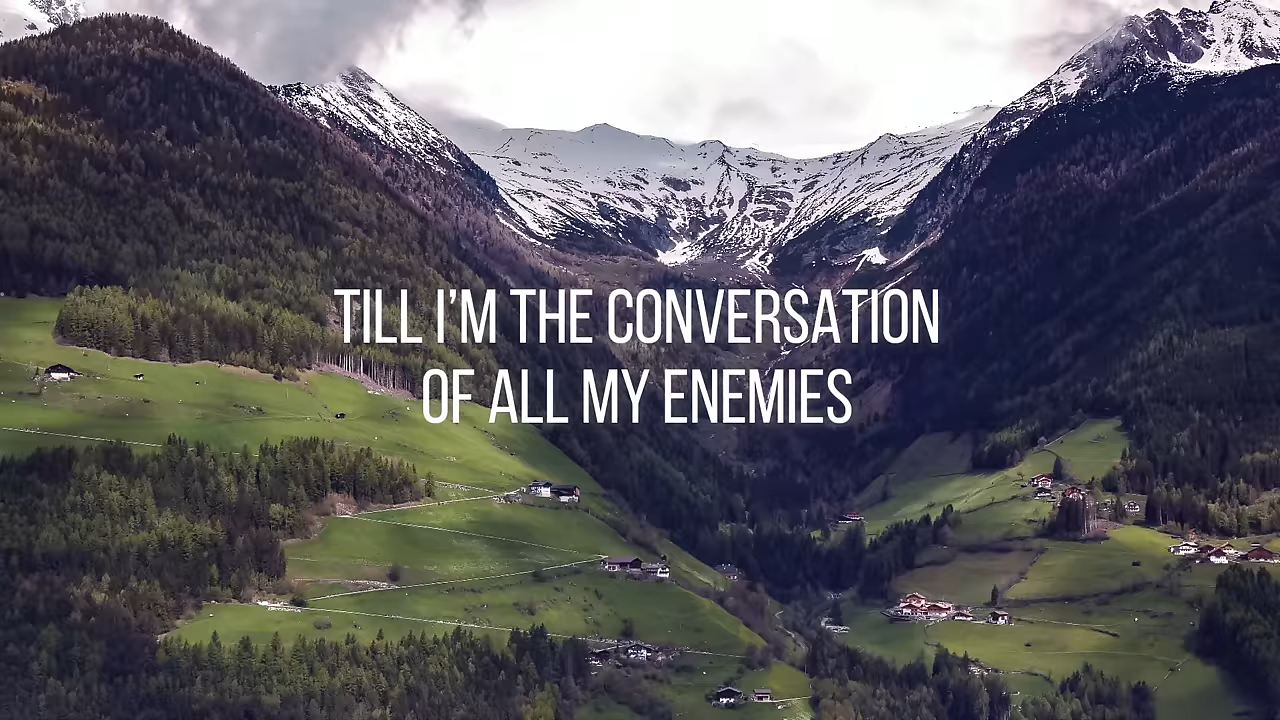 TILL I’M THE CONVERSATION
OF ALL MY ENEMIES